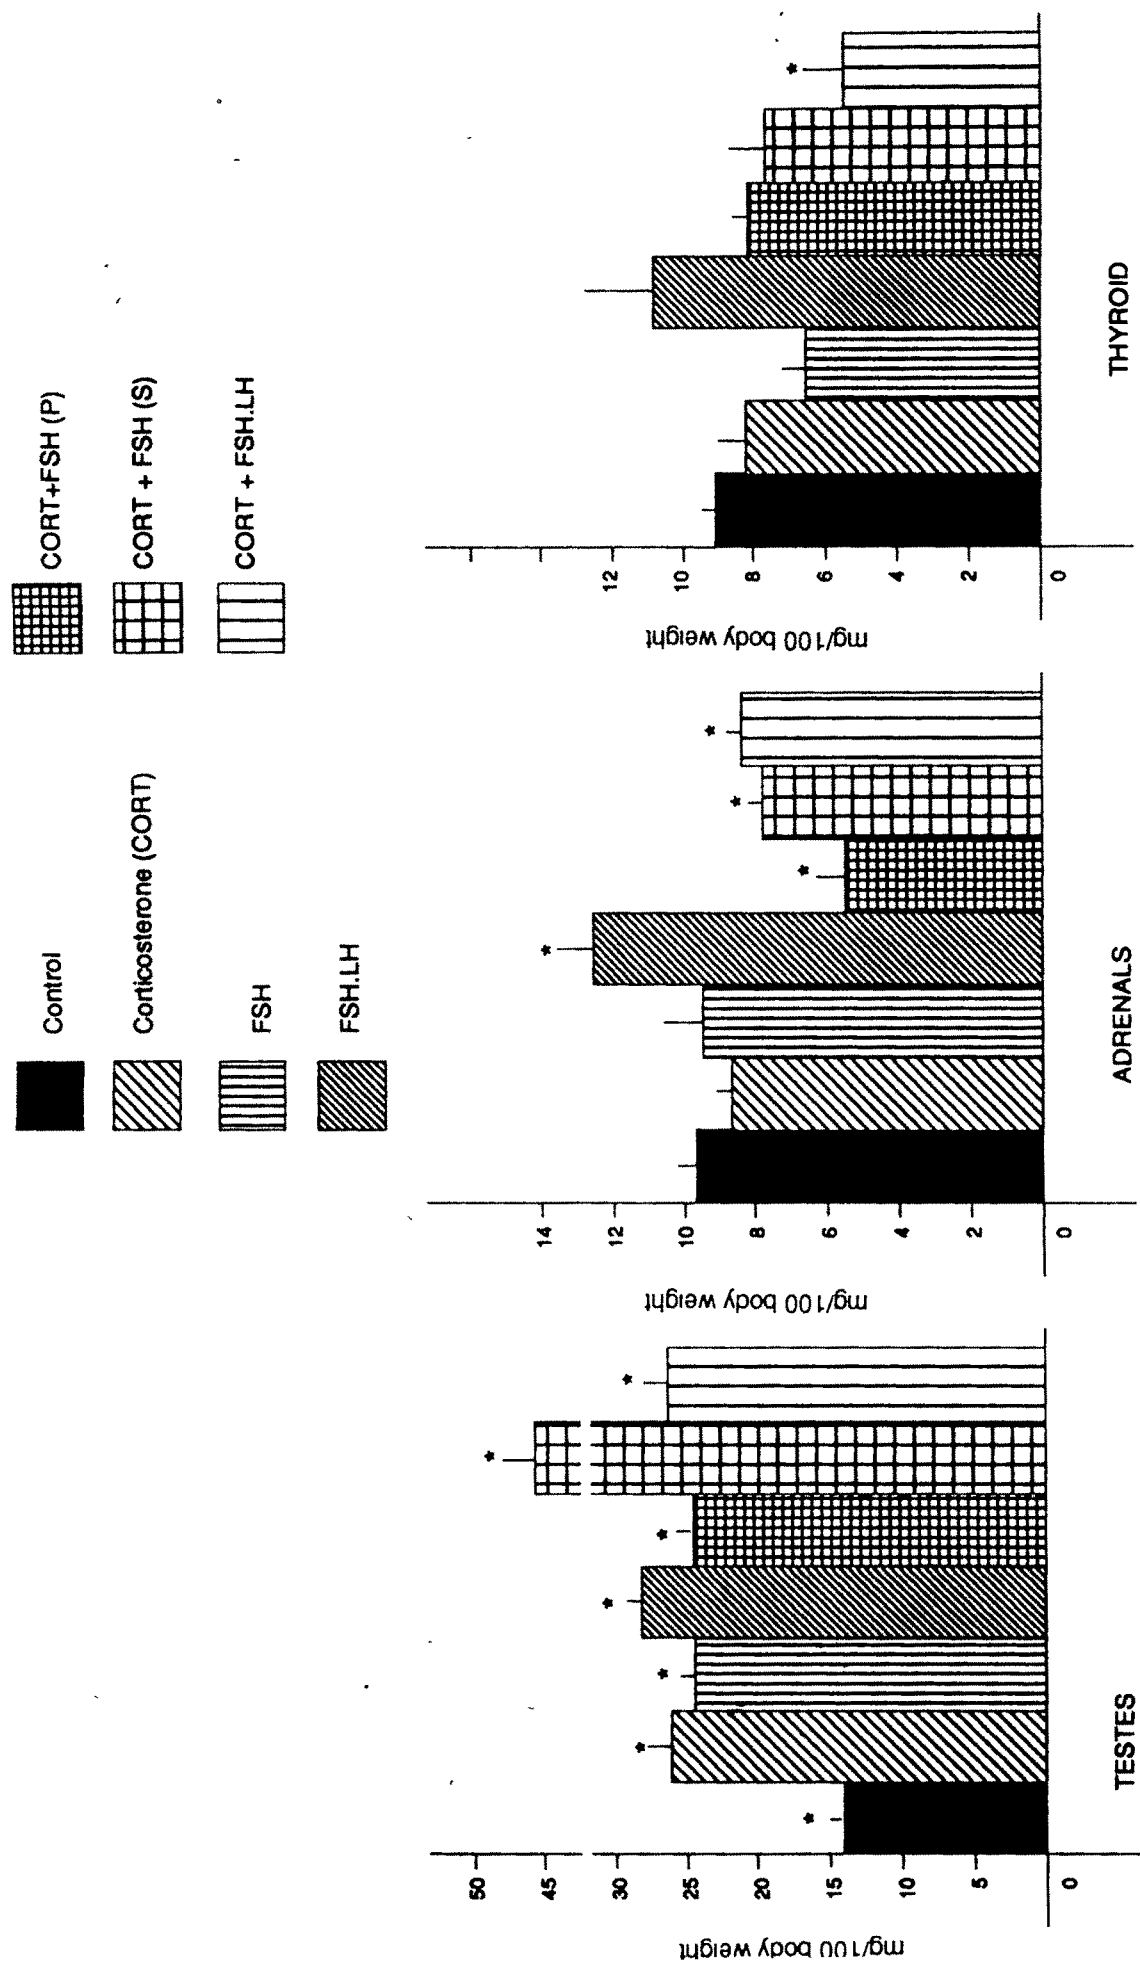 Control
Corticosterone (CORT)
FSH
FSH.LH
CORT+FSH (P)
CORT + FSH (S)
CORT + FSH.LH
mg/100 body weight
50
45
30
25
20
15
10
5
0
TESTES
mg/100 body weight
14
12
10
8
6
4
2
0
ADRENALS
mg/100 body weight
12
10
8
6
4
2
0
THYROID